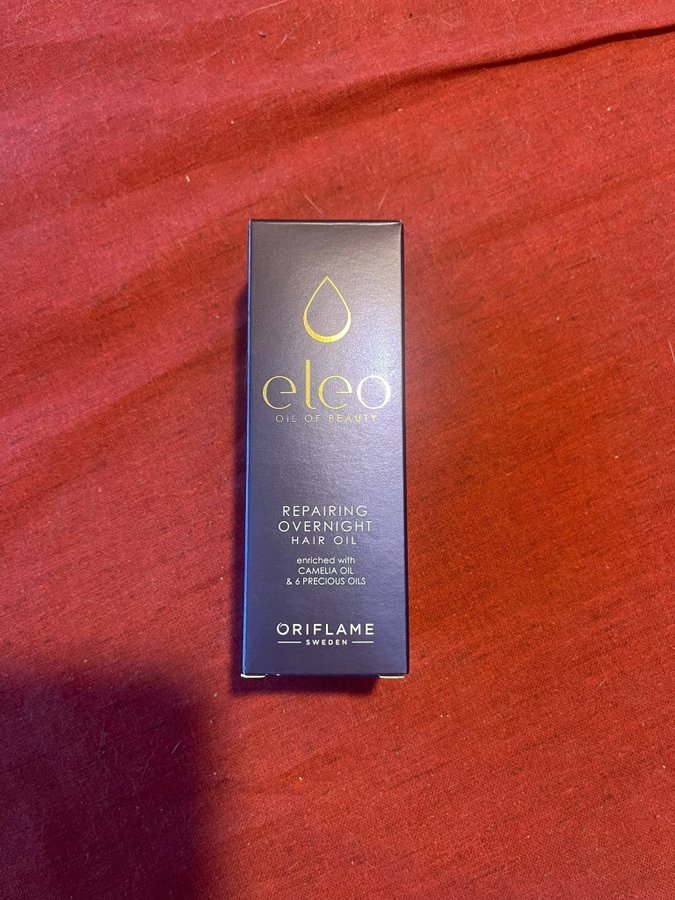 eleo
OIL OF BEAUTY
REPAIRING
OVERNIGHT
HAIR OIL
enriched with
CAMELIA OIL
& 6 PRECIOUS OILS
ORIFLAME
SWEDEN